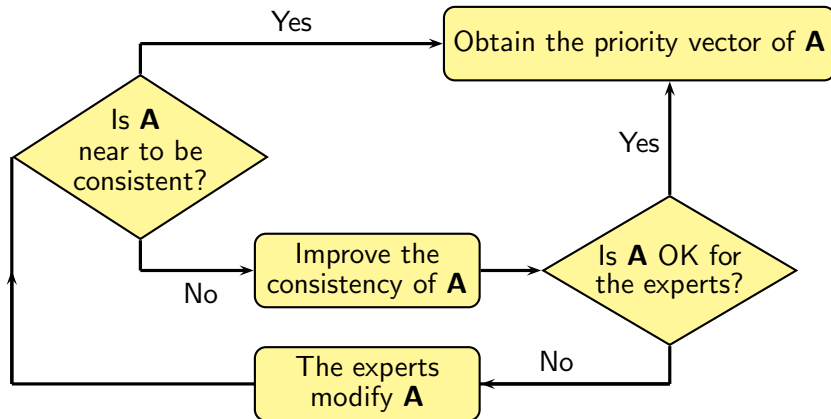 Yes
Obtain the priority vector of A
Is A
near to be
consistent?
Yes
No
Improve the
consistency of A
Is A OK for
the experts?
No
The experts
modify A